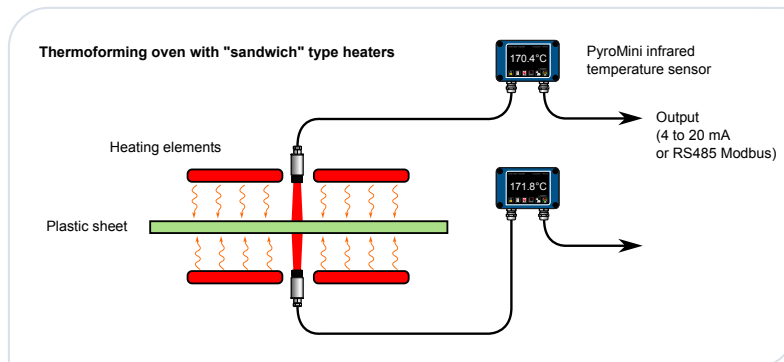 Thermoforming oven with "sandwich" type heaters
170.4°C
PyroMini infrared
temperature sensor
Output
(4 to 20 mA
or RS485 Modbus)
Heating elements
171.8°C
Plastic sheet